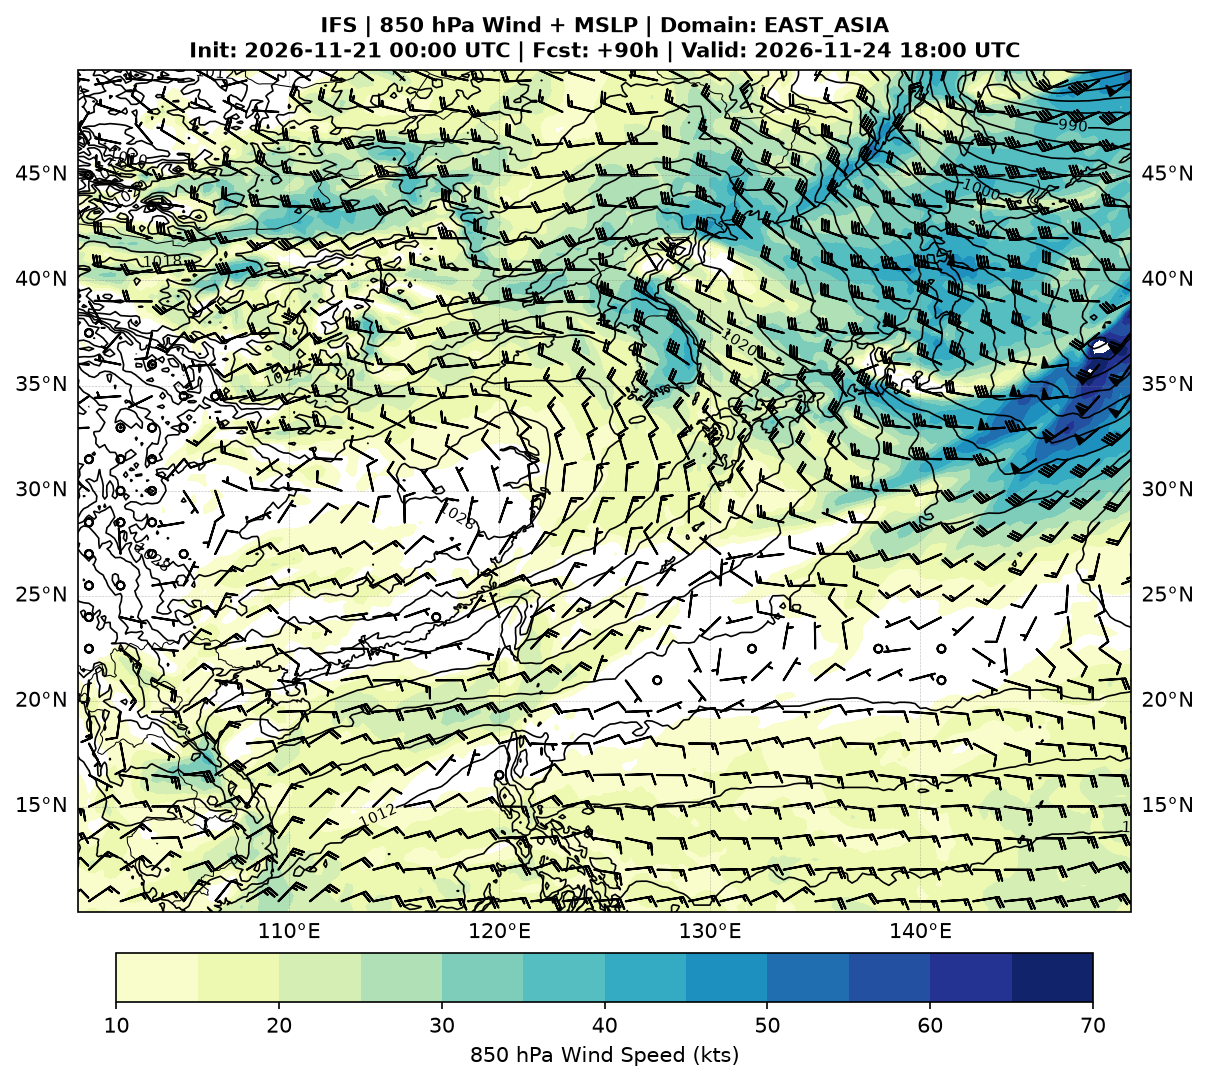 IFS | 850 hPa Wind + MSLP | Domain: EAST_ASIA
Init: 2026-11-21 00:00 UTC | Fcst: +90h | Valid: 2026-11-24 18:00 UTC
990
45°N 1000 45°N
40°N 1018 40°N
1020
35°N 1024 35°N
30°N 1028 30°N
25°N 25°N
20°N 20°N
15°N 1012 15°N
110°E 120°E 130°E 140°E
10 20 30 40 50 60 70
850 hPa Wind Speed (kts)